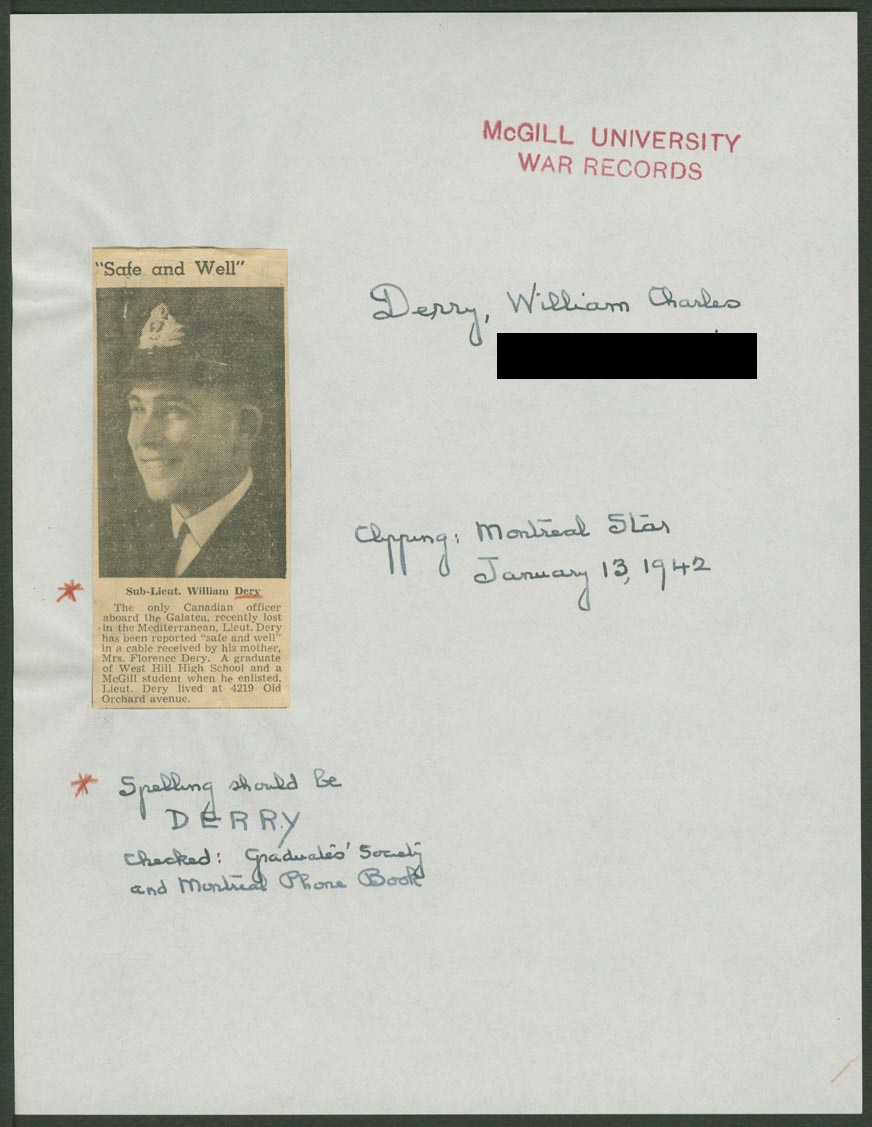 McGILL UNIVERSITY
WAR RECORDS
"Safe and Well"
Derry, William Charles
Clipping: Montreal Star
January 13, 1942
* Sub-Lieut. William Dery
The only Canadian officer
aboard the Galatea, recently lost
in the Mediterranean, Lieut. Dery
has been reported "safe and well"
in a cable received by his mother,
Mrs. Florence Dery. A graduate
of West Hill High School and a
McGill student when he enlisted,
Lieut. Dery lived at 4219 Old
Orchard avenue.
* Spelling should be
DERRY
Checked: Graduates' Society
and Montreal Phone Book